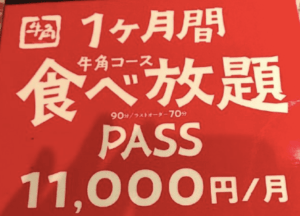 牛角
1ヶ月間
牛角コース
食べ放題
90分/ラストオーダー70分
PASS
11,000円/月